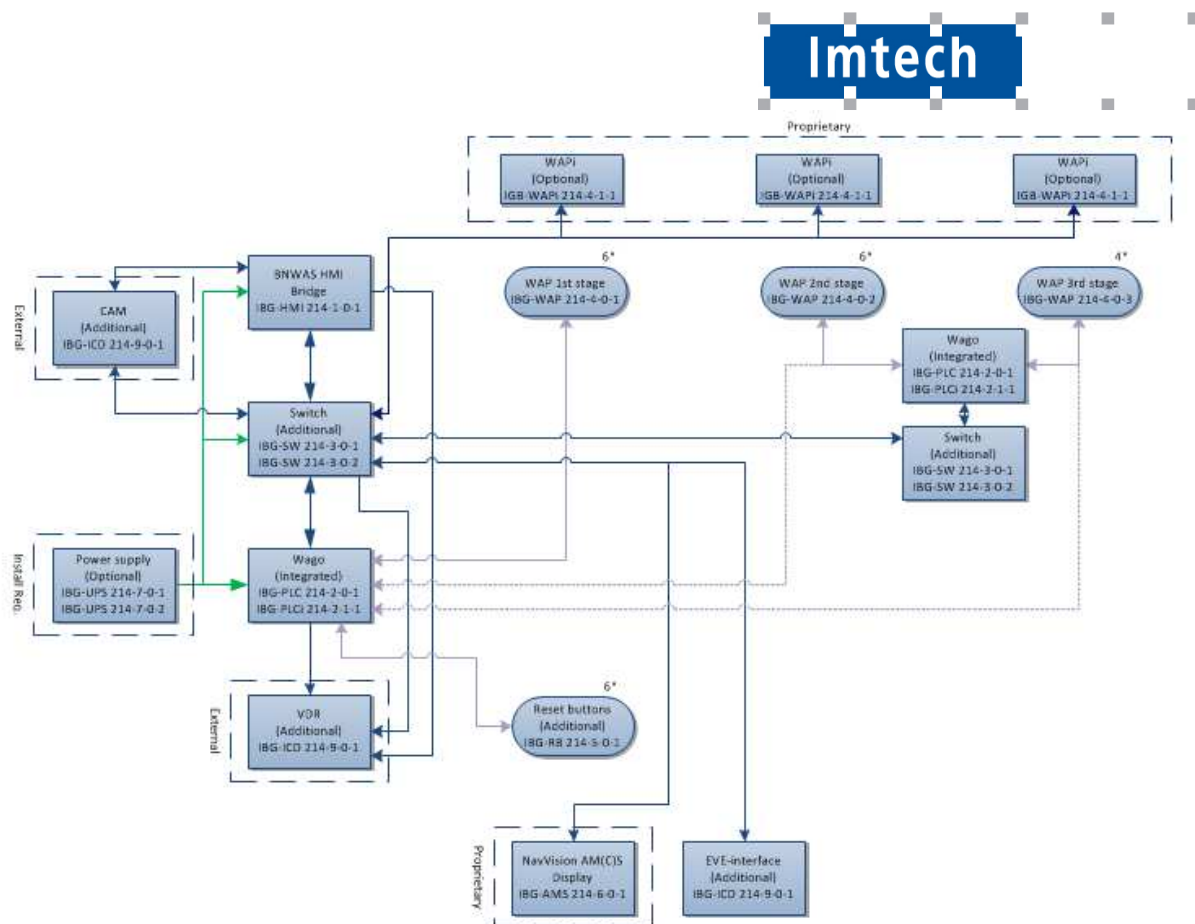 Imtech
Proprietary
WAPi
(Optional)
IGB-WAPi 214-4-1-1
WAPi
(Optional)
IGB-WAPi 214-4-1-1
WAPi
(Optional)
IGB-WAPi 214-4-1-1
External
CAM
(Additional)
IBG-ICD 214-9-0-1
BNWAS HMI
Bridge
IBG-HMI 214-1-0-1
6*
WAP 1st stage
IBG-WAP 214-4-0-1
6*
WAP 2nd stage
IBG-WAP 214-4-0-2
4*
WAP 3rd stage
IBG-WAP 214-4-0-3
Wago
(Integrated)
IBG-PLC 214-2-0-1
IBG-PLCi 214-2-1-1
Switch
(Additional)
IBG-SW 214-3-0-1
IBG-SW 214-3-0-2
Switch
(Additional)
IBG-SW 214-3-0-1
IBG-SW 214-3-0-2
Install Req.
Power supply
(Optional)
IBG-UPS 214-7-0-1
IBG-UPS 214-7-0-2
Wago
(Integrated)
IBG-PLC 214-2-0-1
IBG-PLCi 214-2-1-1
External
VDR
(Additional)
IBG-ICD 214-9-0-1
6*
Reset buttons
(Additional)
IBG-RB 214-5-0-1
Proprietary
NavVision AM(C)S
Display
IBG-AMS 214-6-0-1
EVE-interface
(Additional)
IBG-ICD 214-9-0-1